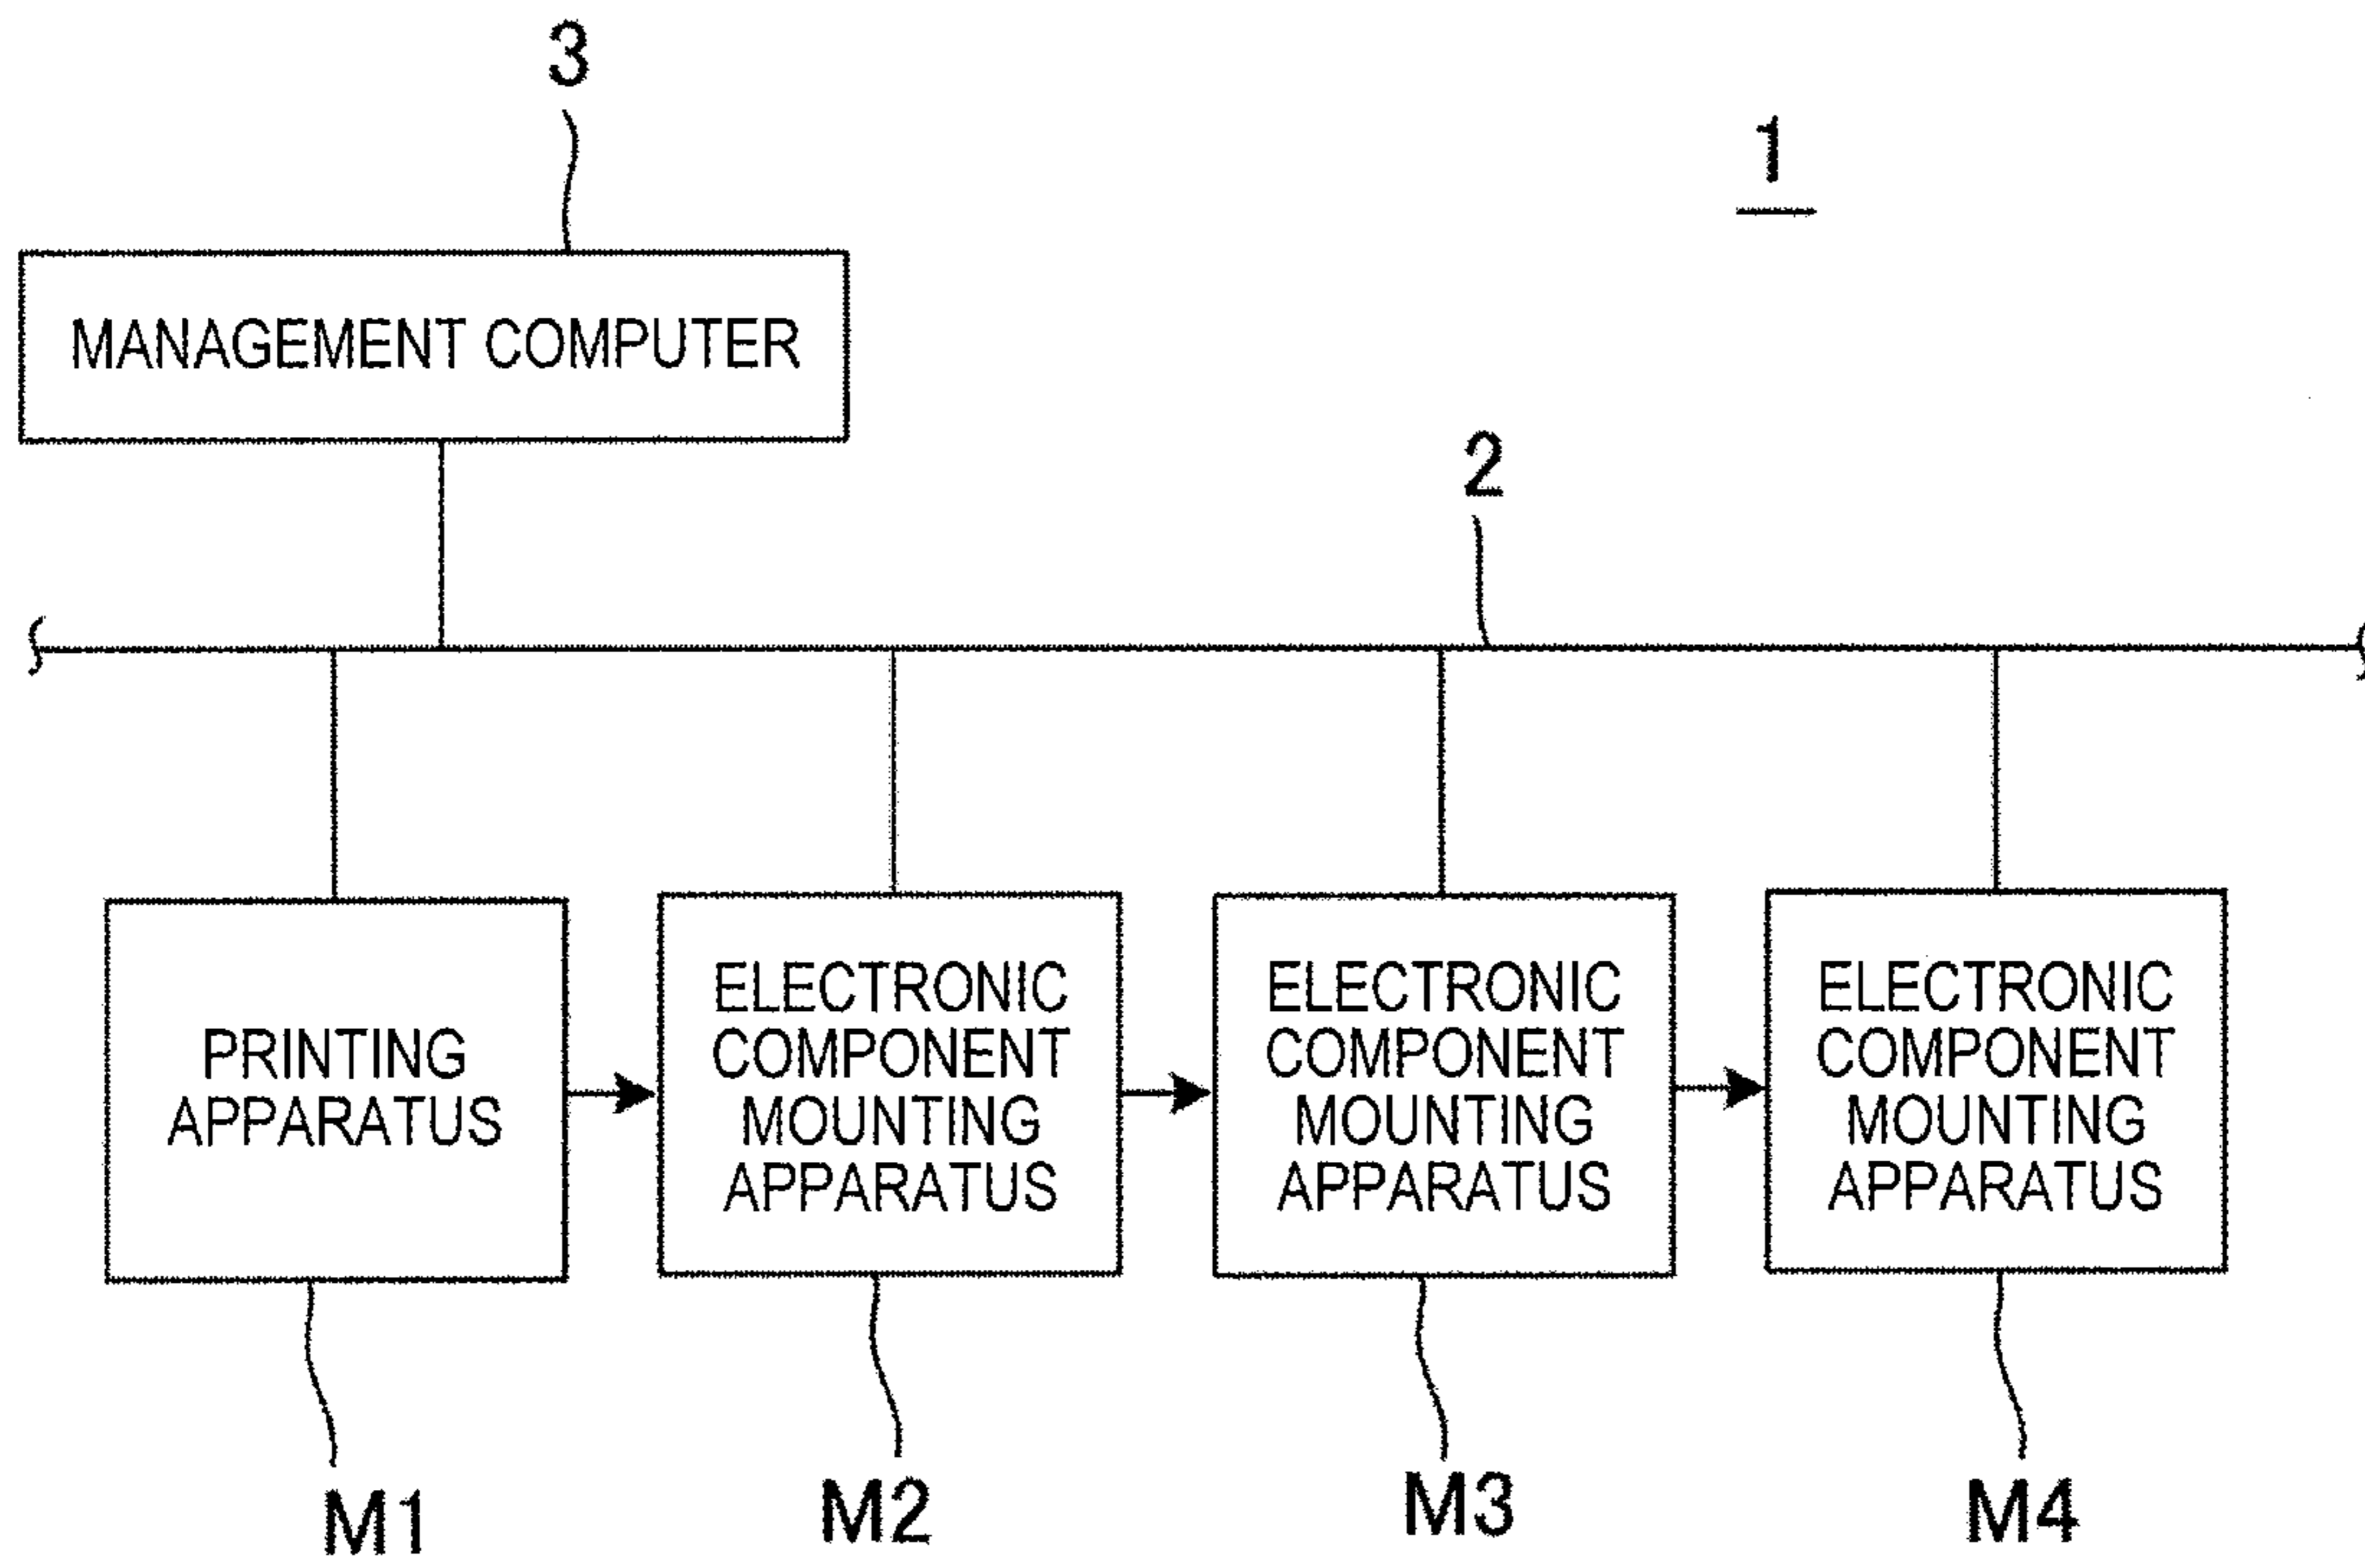 3
1
MANAGEMENT COMPUTER
2
PRINTING
APPARATUS
ELECTRONIC
COMPONENT
MOUNTING
APPARATUS
ELECTRONIC
COMPONENT
MOUNTING
APPARATUS
ELECTRONIC
COMPONENT
MOUNTING
APPARATUS
M1
M2
M3
M4